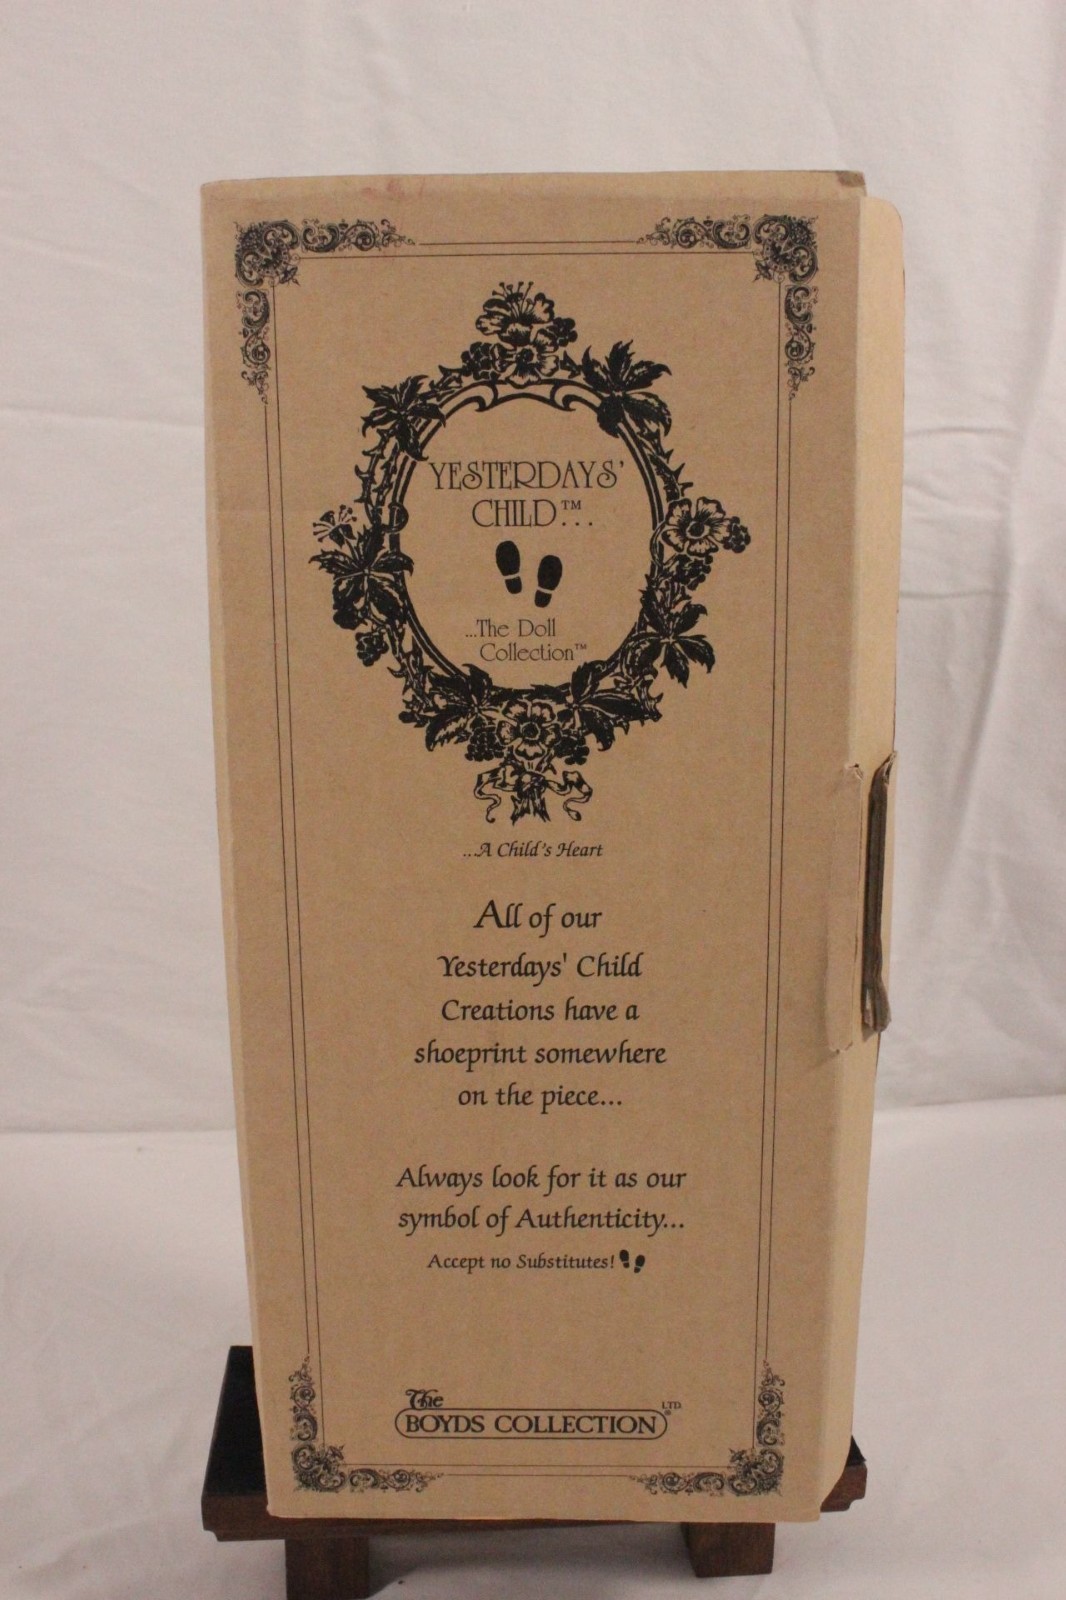 YESTERDAYS'
CHILD™...
...The Doll
Collection™
...A Child's Heart
All of our
Yesterdays' Child
Creations have a
shoeprint somewhere
on the piece...
Always look for it as our
symbol of Authenticity...
Accept no Substitutes!
The
BOYDS COLLECTION LTD. ®